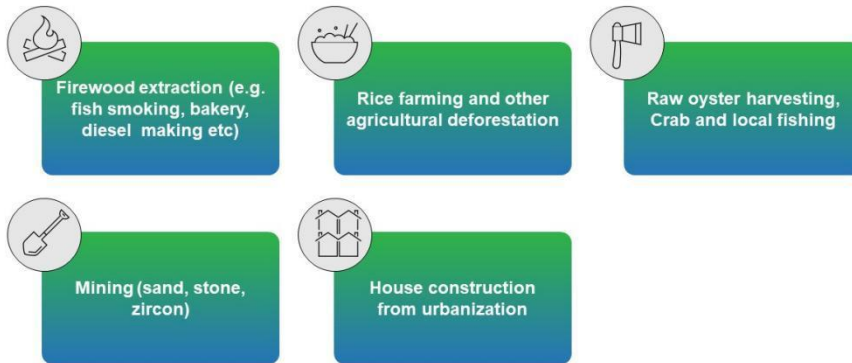 Firewood extraction (e.g.
fish smoking, bakery,
diesel making etc)
Rice farming and other
agricultural deforestation
Raw oyster harvesting,
Crab and local fishing
Mining (sand, stone,
zircon)
House construction
from urbanization